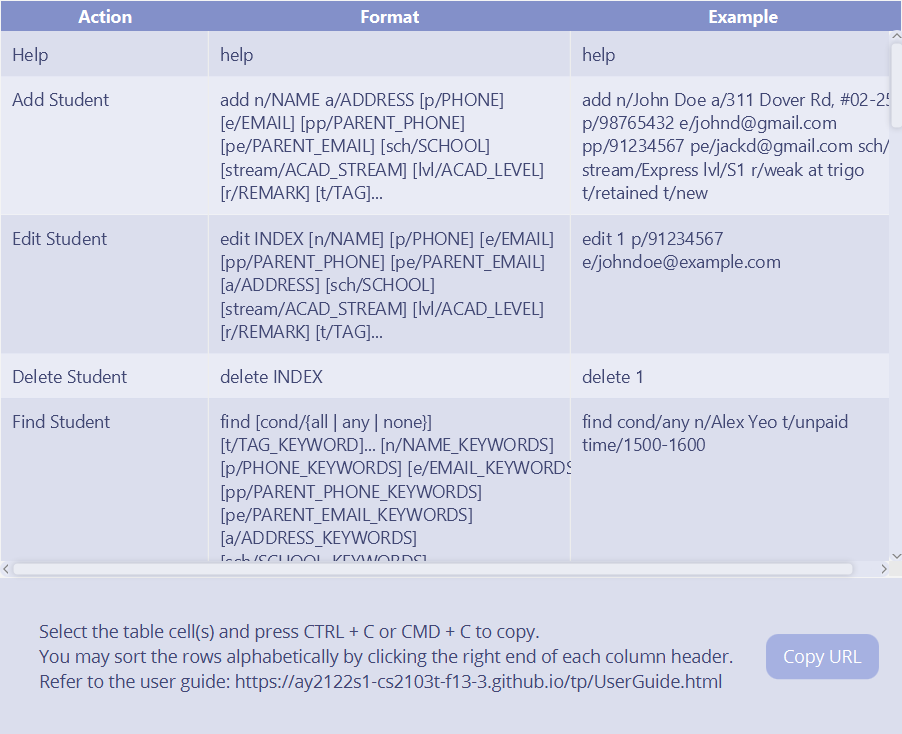 Action Format Example
Help help help
Add Student
add n/NAME a/ADDRESS [p/PHONE]
[e/EMAIL] [pp/PARENT_PHONE]
[pe/PARENT_EMAIL] [sch/SCHOOL]
[stream/ACAD_STREAM] [lvl/ACAD_LEVEL]
[r/REMARK] [t/TAG]...
add n/John Doe a/311 Dover Rd, #02-25
p/98765432 e/johnd@gmail.com
pp/91234567 pe/jackd@gmail.com sch/
stream/Express lvl/S1 r/weak at trigo
t/retained t/new
Edit Student
edit INDEX [n/NAME] [p/PHONE] [e/EMAIL]
[pp/PARENT_PHONE] [pe/PARENT_EMAIL]
[a/ADDRESS] [sch/SCHOOL]
[stream/ACAD_STREAM] [lvl/ACAD_LEVEL]
[r/REMARK] [t/TAG]...
edit 1 p/91234567
e/johndoe@example.com
Delete Student delete INDEX delete 1
Find Student
find [cond/{all | any | none}]
[t/TAG_KEYWORD]... [n/NAME_KEYWORDS]
[p/PHONE_KEYWORDS] [e/EMAIL_KEYWORDS
[pp/PARENT_PHONE_KEYWORDS]
[pe/PARENT_EMAIL_KEYWORDS]
[a/ADDRESS_KEYWORDS]
[sch/SCHOOL_KEYWORDS]
find cond/any n/Alex Yeo t/unpaid
time/1500-1600
Select the table cell(s) and press CTRL + C or CMD + C to copy.
You may sort the rows alphabetically by clicking the right end of each column header.
Refer to the user guide: https://ay2122s1-cs2103t-f13-3.github.io/tp/UserGuide.html
Copy URL